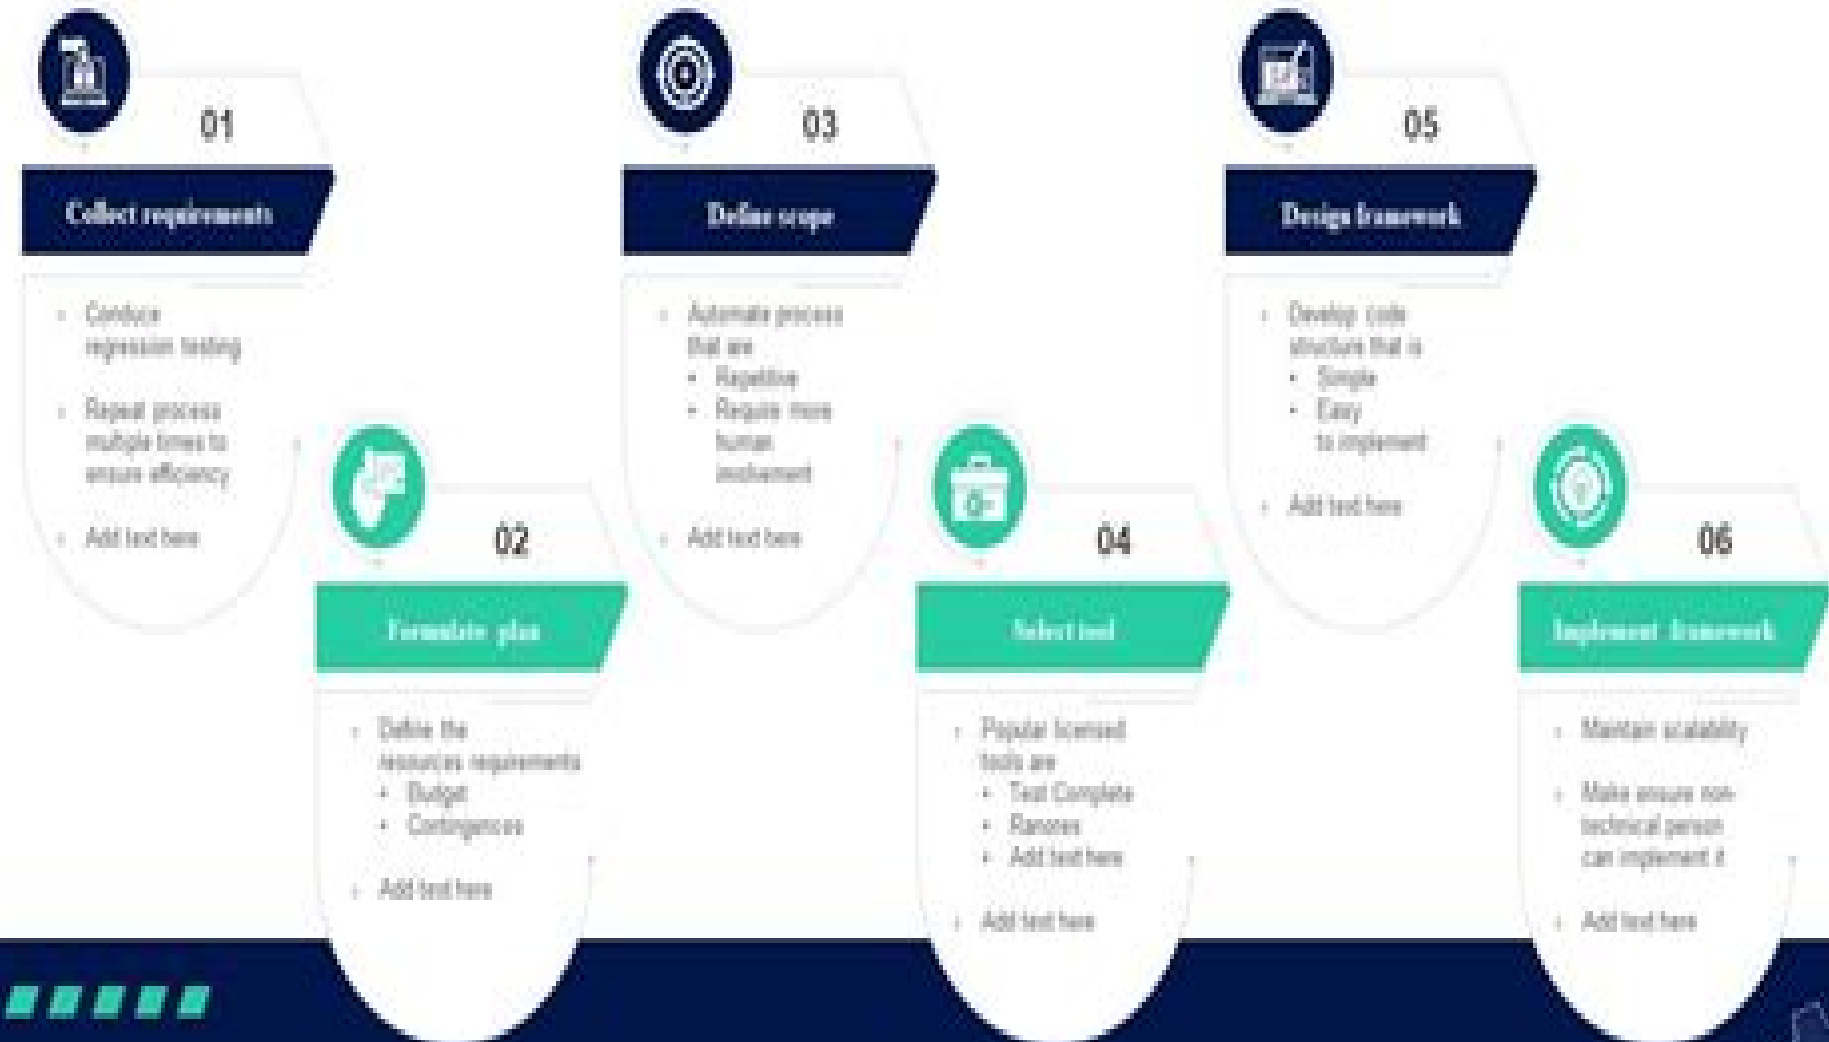 01
Collect requirements
Conduce
regression testing
Repeat process
multiple times to
ensure efficiency
Add text here
02
Formulate plan
Define the
resources requirements
Budget
Contingences
Add text here
03
Define scope
Automate process
that are
Repetitive
Require more
human
involvement
Add text here
04
Select tool
Popular licensed
tools are
Test Complete
Ranorex
Add text here
Add text here
05
Design framework
Develop code
structure that is
Simple
Easy
to implement
Add text here
06
Implement framework
Maintain scalability
Make ensure non-
technical person
can implement it
Add text here